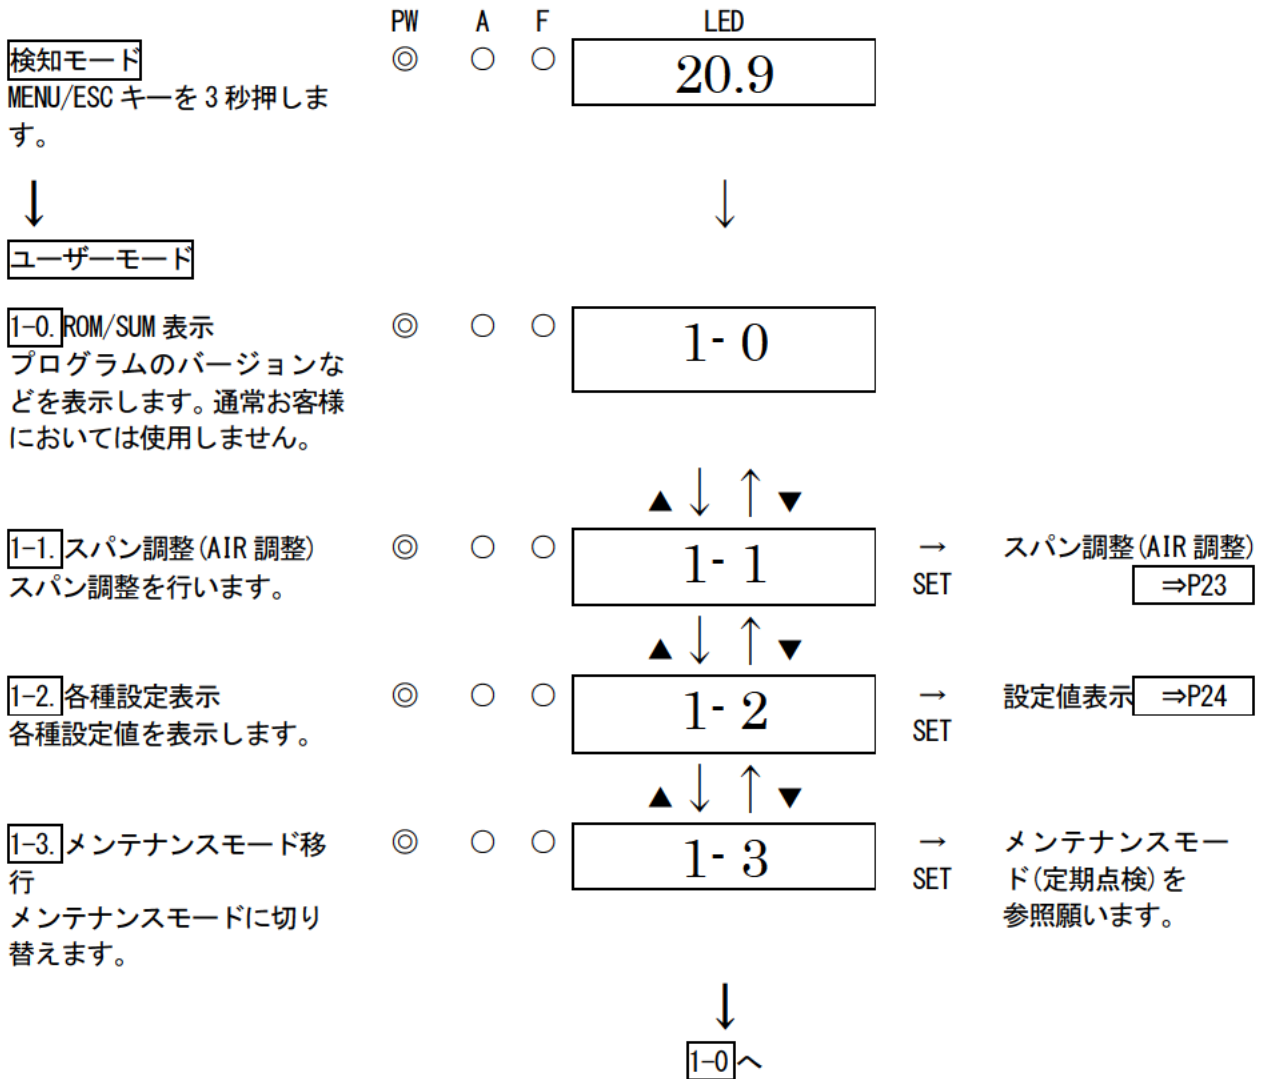 PW A F LED
検知モード ◎ ○ ○ 20.9
MENU/ESC キーを 3 秒押しま
す。
↓ ↓
ユーザーモード
1-0. ROM/SUM 表示 ◎ ○ ○ 1- 0
プログラムのバージョンな
どを表示します。通常お客様
においては使用しません。
▲ ↓ ↑ ▼
1-1. スパン調整(AIR 調整) ◎ ○ ○ 1- 1 → スパン調整(AIR 調整)
スパン調整を行います。 SET ⇒P23
▲ ↓ ↑ ▼
1-2. 各種設定表示 ◎ ○ ○ 1- 2 → 設定値表示 ⇒P24
各種設定値を表示します。 SET
▲ ↓ ↑ ▼
1-3. メンテナンスモード移 ◎ ○ ○ 1- 3 → メンテナンスモー
行 SET ド(定期点検)を
メンテナンスモードに切り 参照願います。
替えます。
↓
1-0 へ